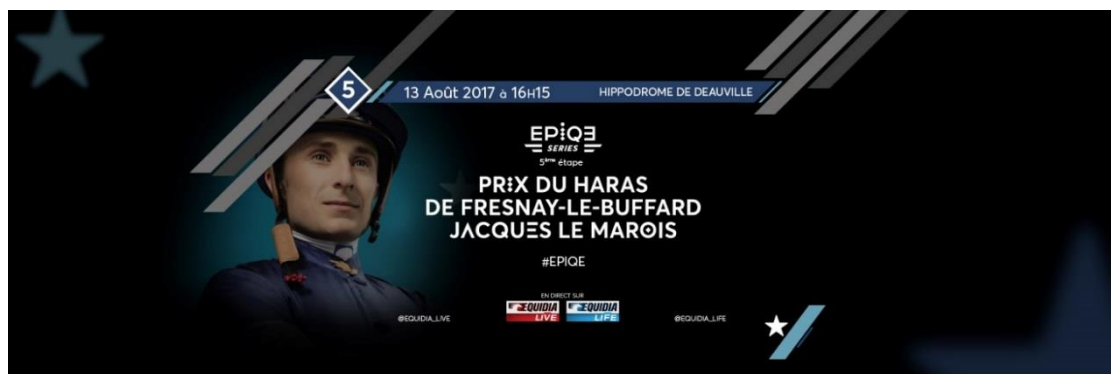 5
13 Août 2017 à 16H15 HIPPODROME DE DEAUVILLE
EPIQE
SERIES
5ème étape
PRIX DU HARAS
DE FRESNAY-LE-BUFFARD
JACQUES LE MAROIS
#EPIQE
EN DIRECT SUR
EQUIDIA LIVE EQUIDIA LIFE
@EQUIDIA_LIVE @EQUIDIA_LIFE